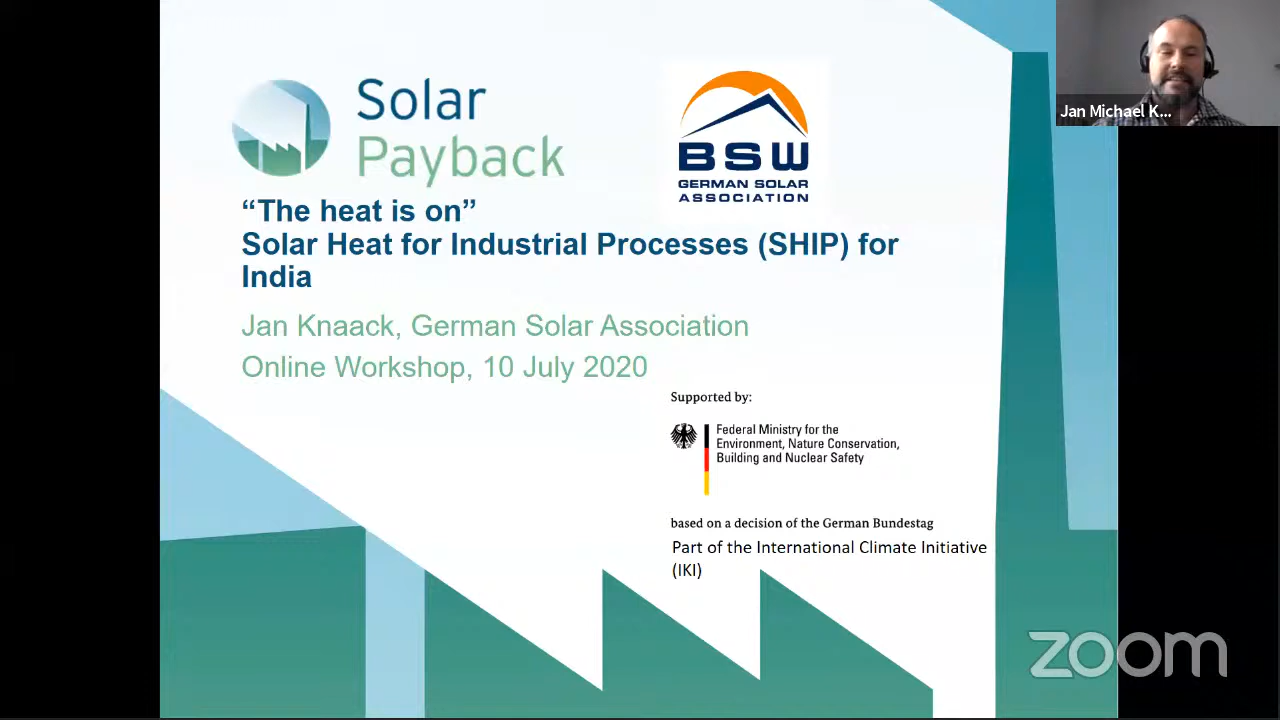 Solar
Payback
BSW
GERMAN SOLAR
ASSOCIATION
Jan Michael K...
“The heat is on”
Solar Heat for Industrial Processes (SHIP) for
India
Jan Knaack, German Solar Association
Online Workshop, 10 July 2020
Supported by:
Federal Ministry for the
Environment, Nature Conservation,
Building and Nuclear Safety
based on a decision of the German Bundestag
Part of the International Climate Initiative
(IKI)
zoom